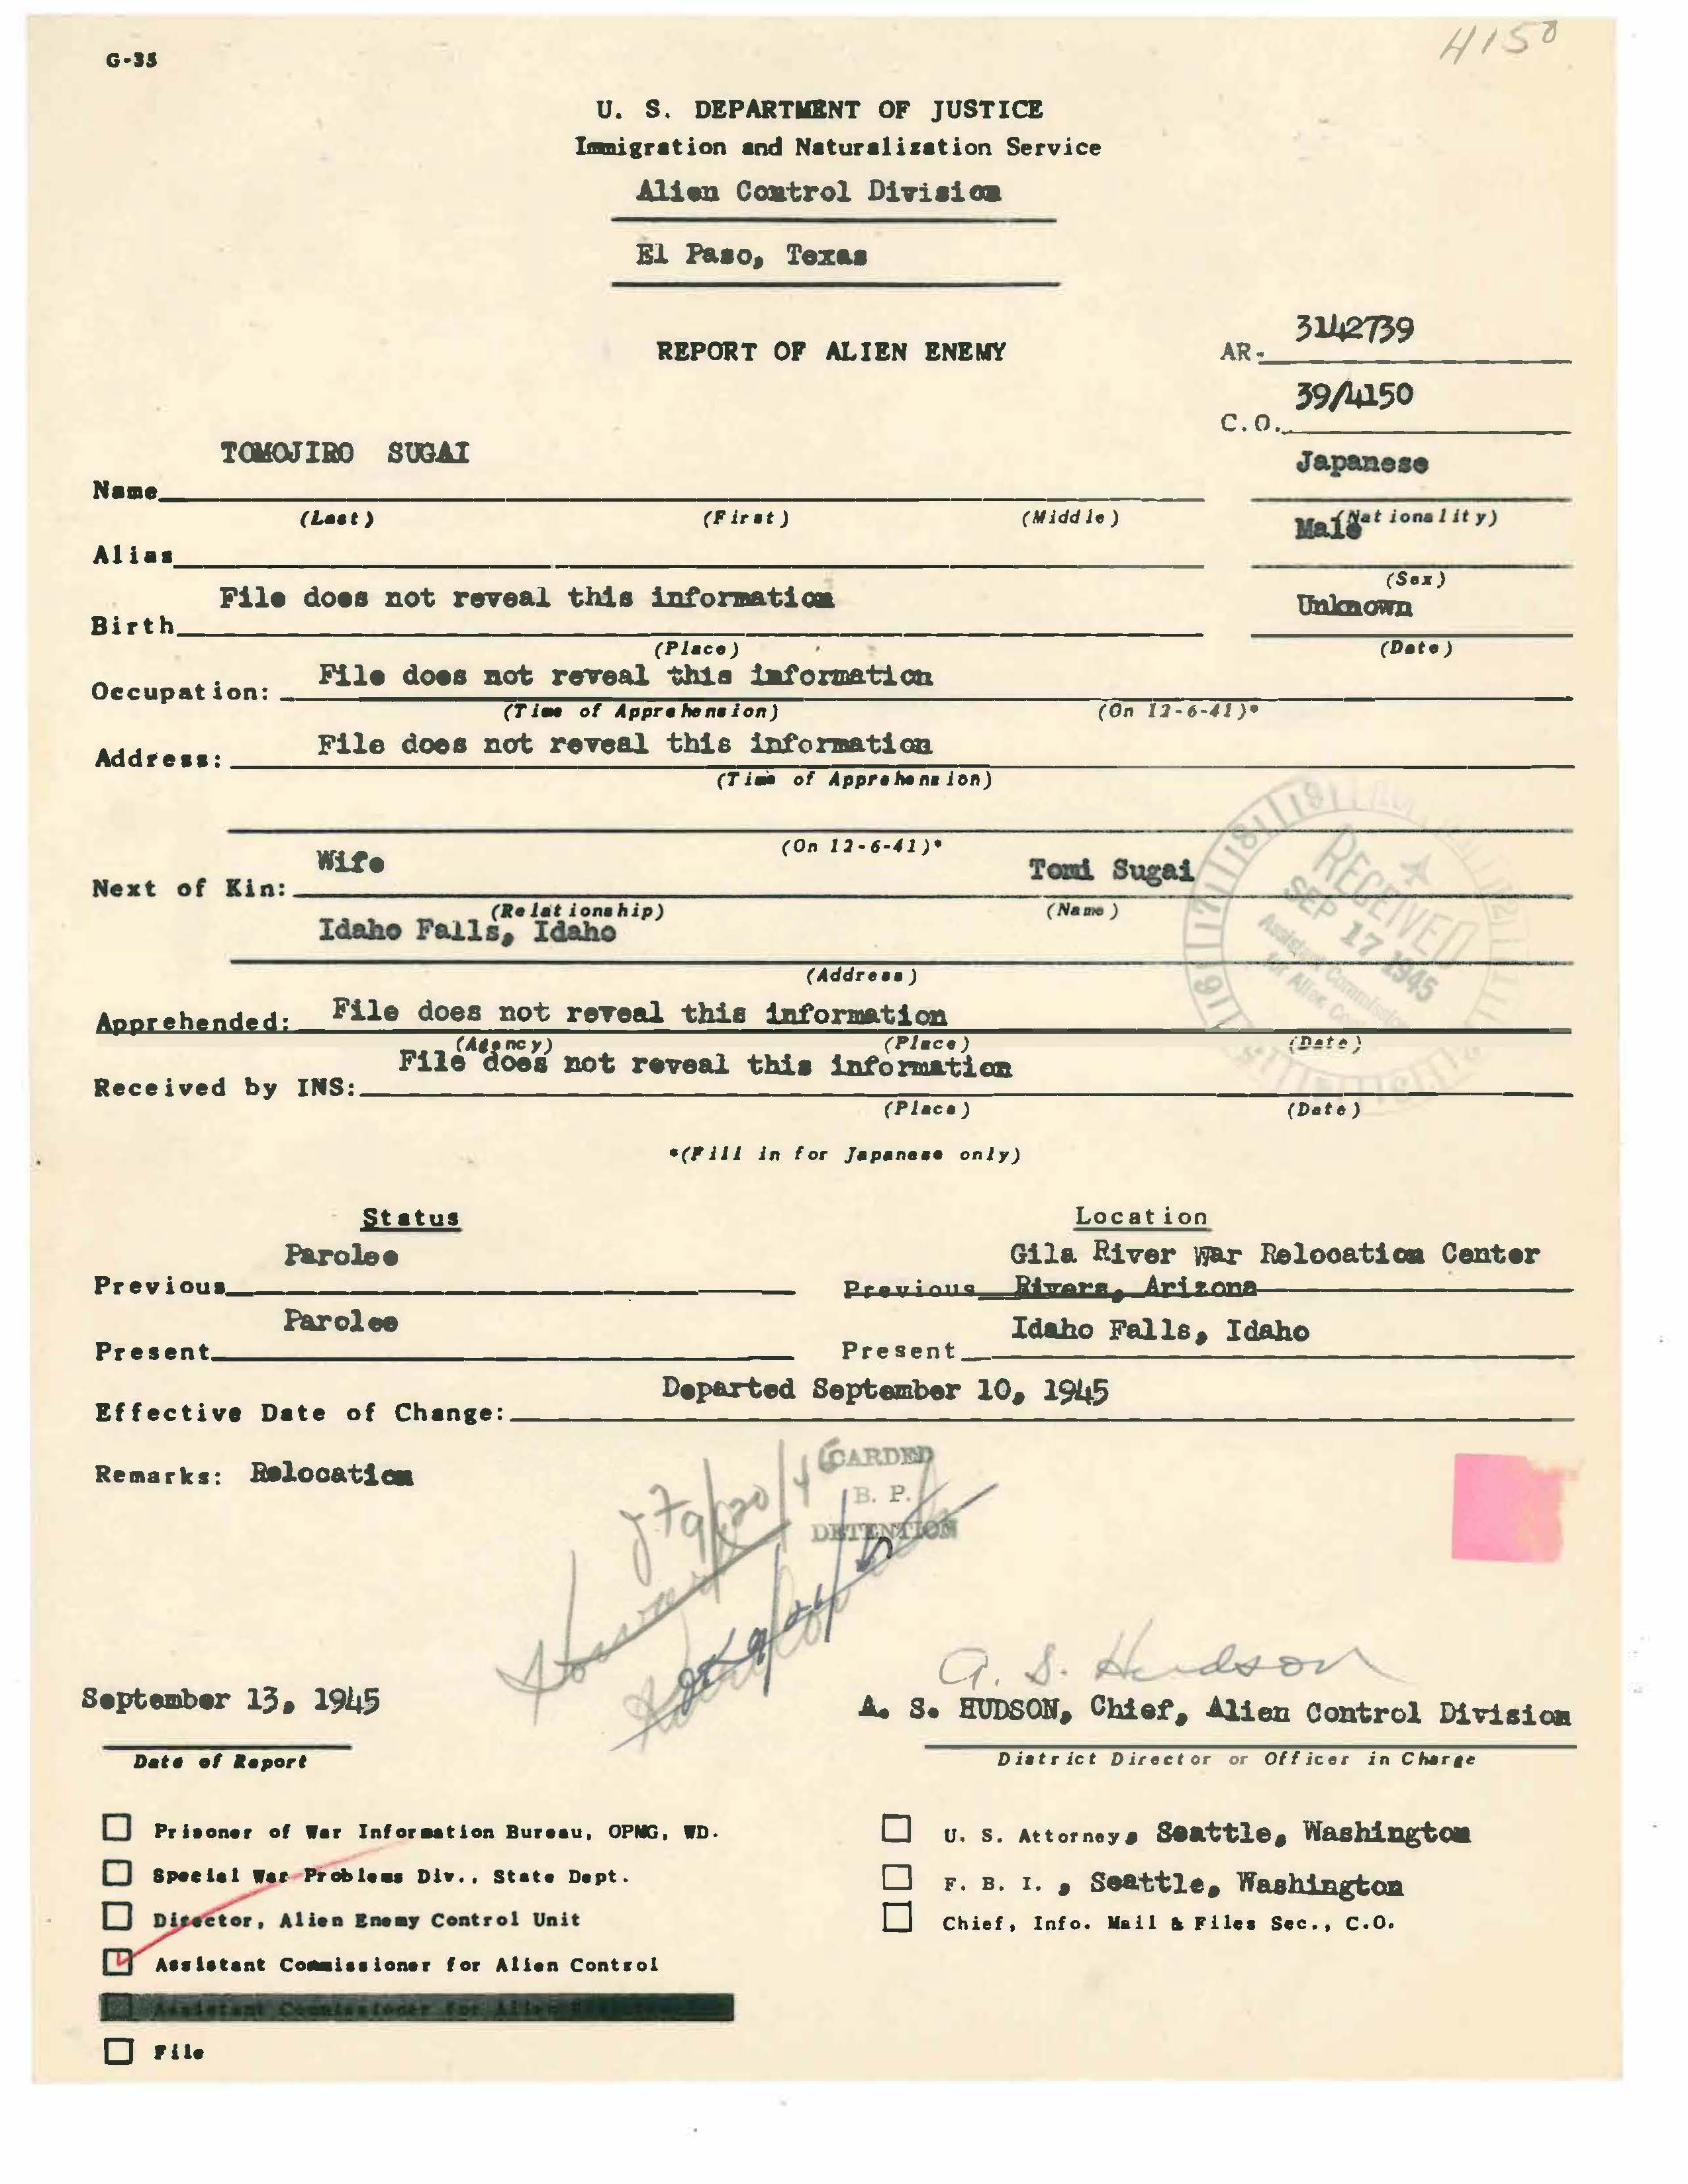 4150
G-35
U. S. DEPARTMENT OF JUSTICE
Immigration and Naturalization Service
Alien Control Division
El Paso, Texas
REPORT OF ALIEN ENEMY
AR- 3142739
C.O. 39/4150
TOMOJIRO SUGAI
Japanese
Name
(Last) (First) (Middle) (Nationality)
Male
Alias
(Sex)
File does not reveal this information
Unknown
Birth
(Place) (Date)
File does not reveal this information
Occupation:
(Time of Apprehension) (On 12-6-41)*
File does not reveal this information
Address:
(Time of Apprehension)
(On 12-6-41)*
Wife Tomi Sugai
Next of Kin:
(Relationship) (Name)
Idaho Falls, Idaho
(Address)
RECEIVED
SEP 17 1945
Assistant Commissioner
for Alien
File does not reveal this information
Apprehended:
(Agency) (Place) (Date)
File does not reveal this information
Received by INS:
(Place) (Date)
*(Fill in for Japanese only)
Status Location
Parolee Gila River War Relocation Center
Previous Previous Rivers, Arizona
Parolee Idaho Falls, Idaho
Present Present
Departed September 10, 1945
Effective Date of Change:
Remarks: Relocation
CARDED
B. P.
DETENTION
9/20/45
A. S. Hudson
September 13, 1945 A. S. HUDSON, Chief, Alien Control Division
Date of Report District Director or Officer in Charge
Prisoner of War Information Bureau, OPMG, WD. U. S. Attorney, Seattle, Washington
Special War Problems Div., State Dept. F. B. I. , Seattle, Washington
Director, Alien Enemy Control Unit Chief, Info. Mail & Files Sec., C.O.
Assistant Commissioner for Alien Control
Assistant Commissioner for Alien
File